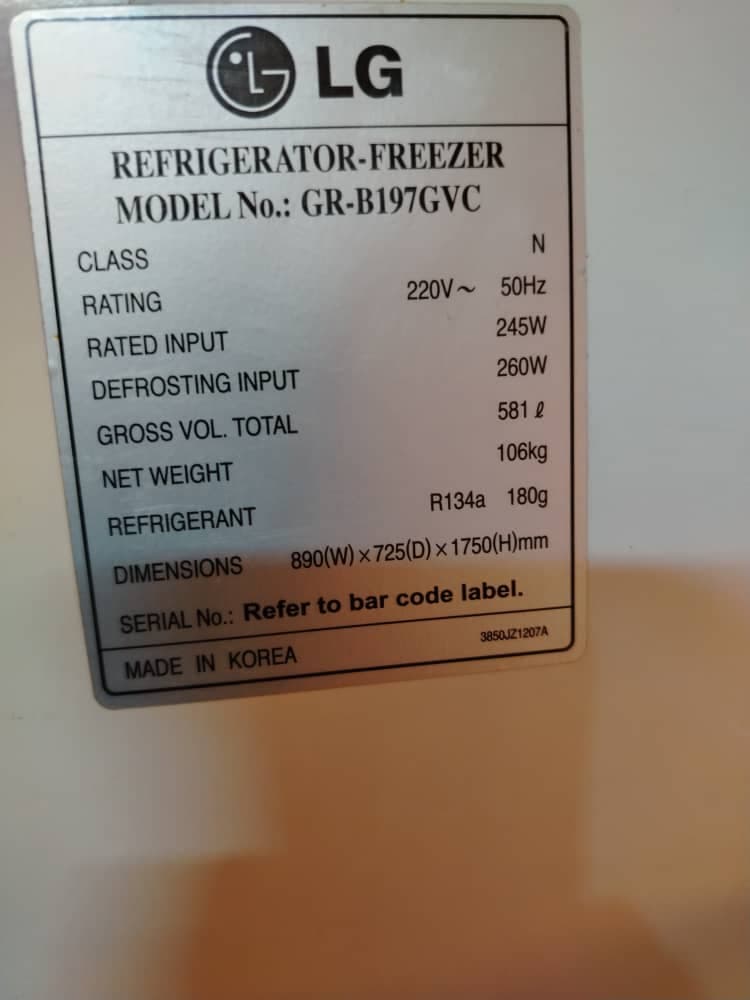 LG
REFRIGERATOR-FREEZER
MODEL No.: GR-B197GVC
CLASS N
RATING 220V~ 50Hz
RATED INPUT 245W
DEFROSTING INPUT 260W
GROSS VOL. TOTAL 581 ℓ
NET WEIGHT 106kg
REFRIGERANT R134a 180g
DIMENSIONS 890(W)×725(D)×1750(H)mm
SERIAL No.: Refer to bar code label.
MADE IN KOREA 3850JZ1207A